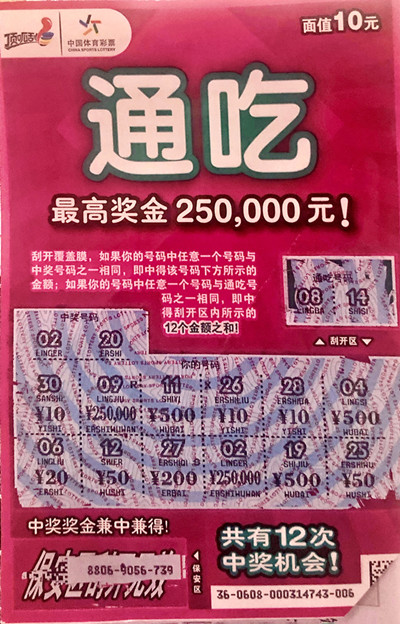 顶呱刮
中国体育彩票
CHINA SPORTS LOTTERY
面值10元
通吃
最高奖金 250,000 元!
刮开覆盖膜,如果你的号码中任意一个号码与
中奖号码之一相同,即中得该号码下方所示的
金额;如果你的号码中任意一个号码与通吃号
码之一相同,即中
得刮开区内所示的
12个金额之和!
通吃号码
08 14
LINGBA SHISI
▲ 刮开区 ▼
中奖号码
02 20
LINGER ERSHI
你的号码
30 09 11 26 28 04
SANSHI LINGJIU SHIYI ERSHILIU ERSHIBA LINGSI
¥10 ¥250,000 ¥500 ¥10 ¥10 ¥500
YISHI ERSHIWUWAN WUBAI YISHI YISHI WUBAI
06 12 27 02 19 25
LINGLIU SHIER ERSHIQI LINGER SHIJIU ERSHIWU
¥20 ¥50 ¥200 ¥250,000 ¥500 ¥50
ERSHI WUSHI ERBAI ERSHIWUWAN WUBAI WUSHI
中奖奖金兼中兼得!
共有12次
中奖机会!
保安区
8806-9056-739
36-0608-000314743-006